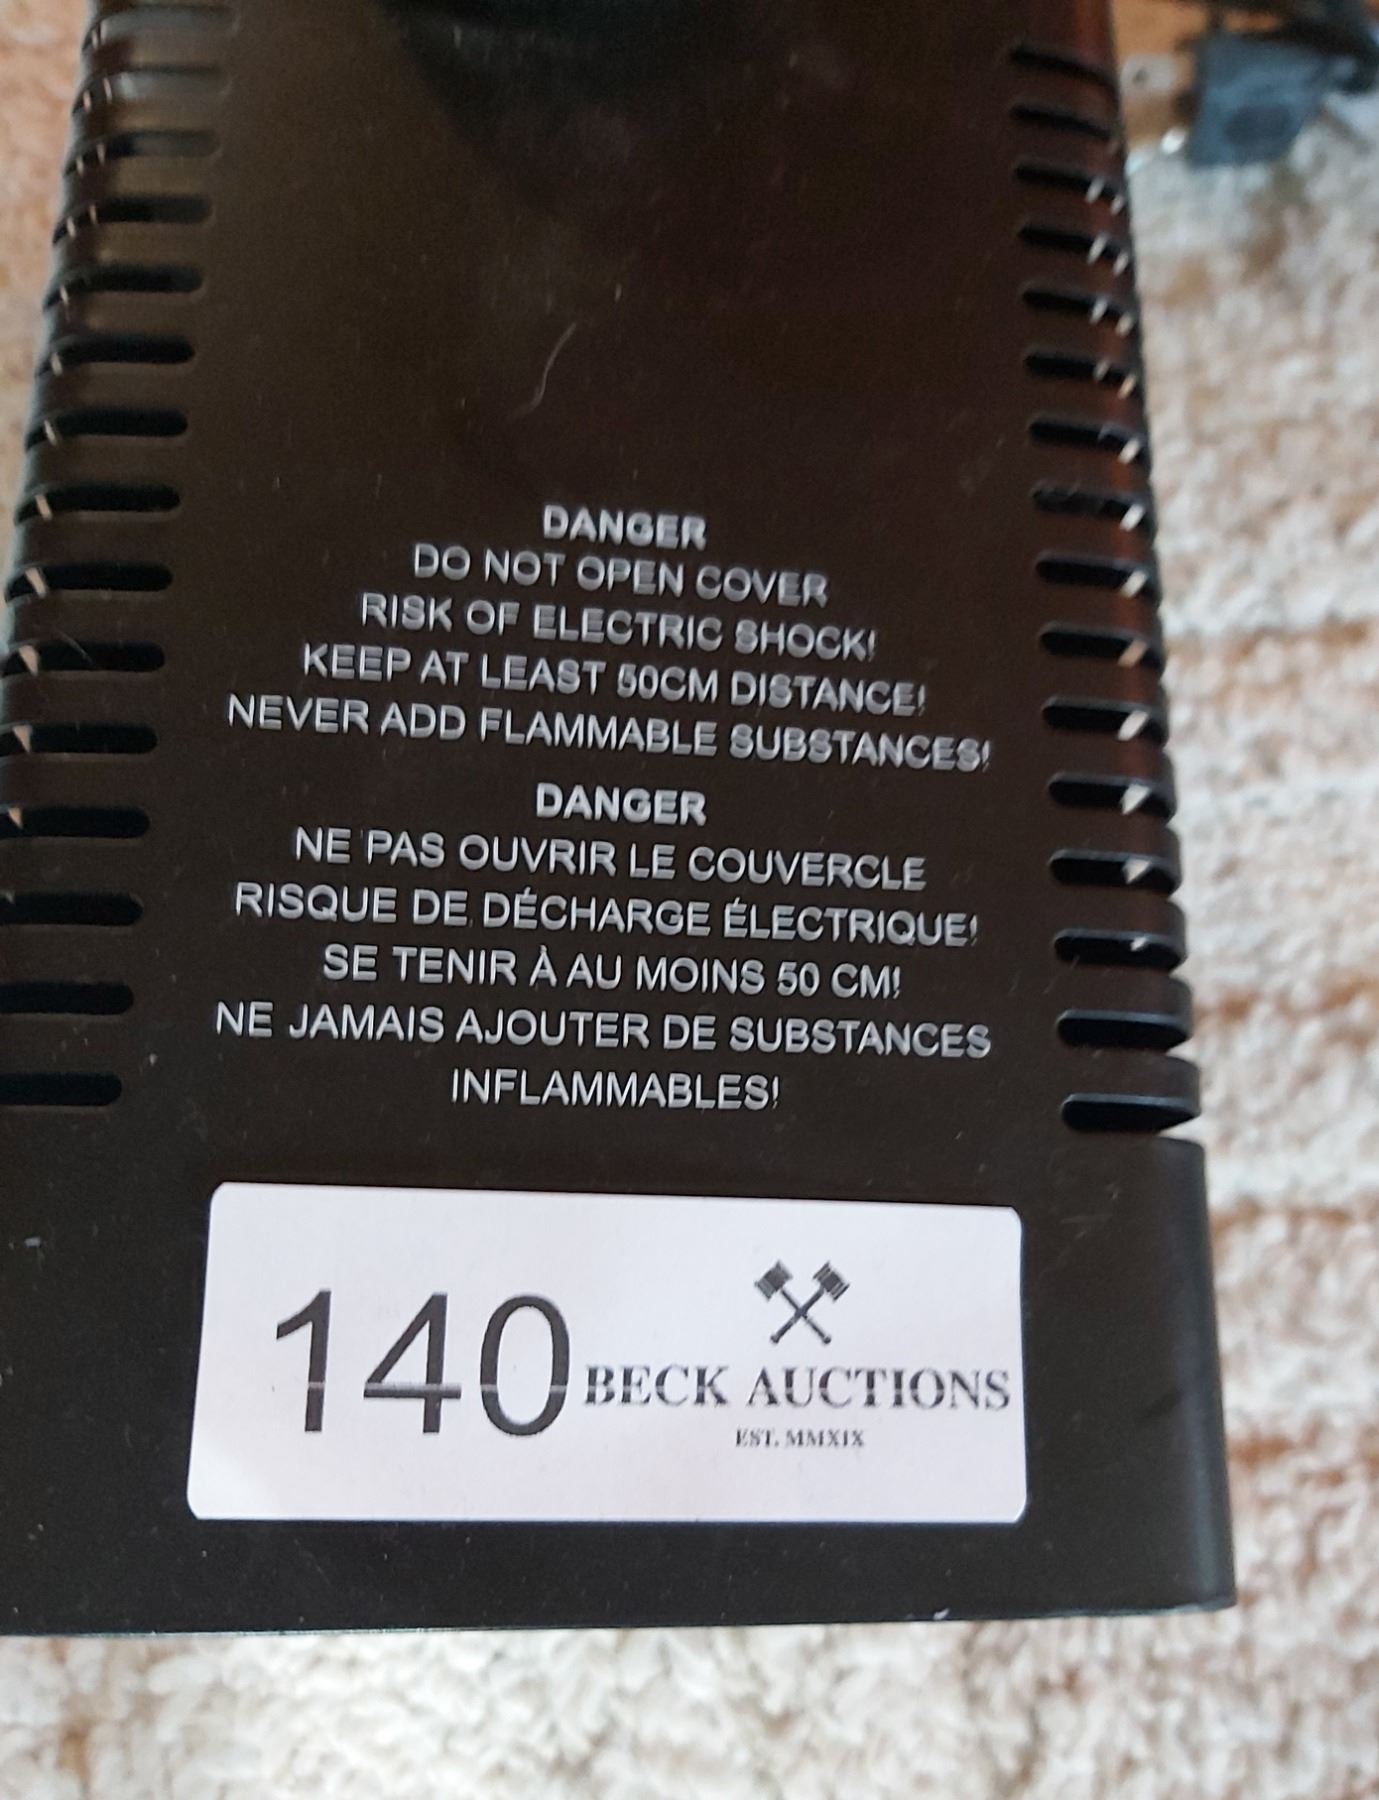 DANGER
DO NOT OPEN COVER
RISK OF ELECTRIC SHOCK!
KEEP AT LEAST 50CM DISTANCE!
NEVER ADD FLAMMABLE SUBSTANCES!
DANGER
NE PAS OUVRIR LE COUVERCLE
RISQUE DE DÉCHARGE ÉLECTRIQUE!
SE TENIR À AU MOINS 50 CM!
NE JAMAIS AJOUTER DE SUBSTANCES
INFLAMMABLES!
140 BECK AUCTIONS
EST. MMXIX